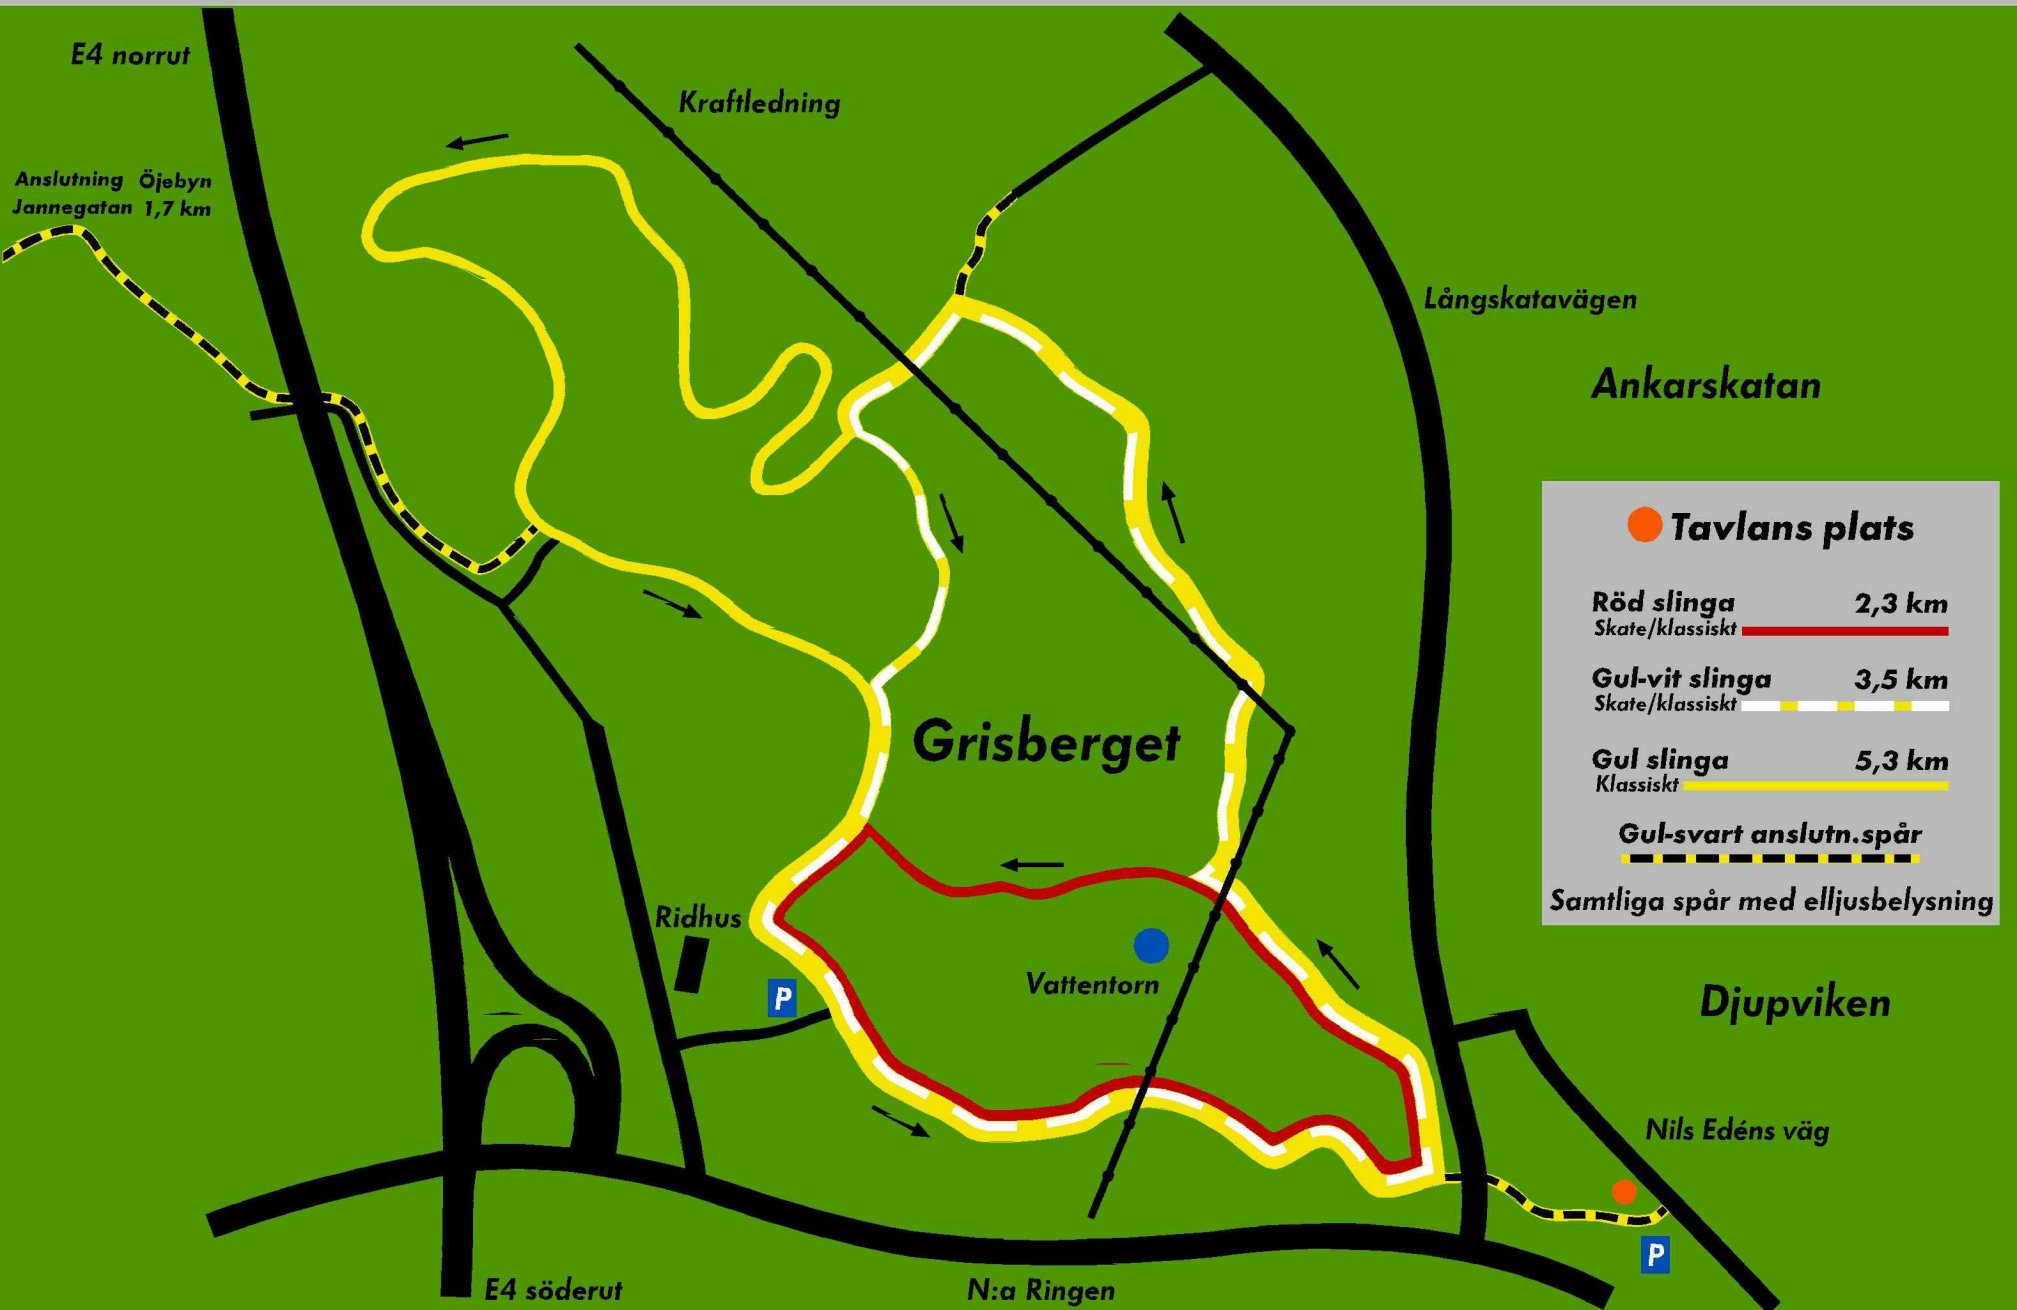 E4 norrut
Kraftledning
Anslutning Öjebyn
Jannegatan 1,7 km
Långskatavägen
Ankarskatan
Tavlans plats
Röd slinga 2,3 km
Skate/klassiskt
Gul-vit slinga 3,5 km
Skate/klassiskt
Gul slinga 5,3 km
Klassiskt
Gul-svart anslutn.spår
Samtliga spår med elljusbelysning
Grisberget
Ridhus
P
Vattentorn
Djupviken
Nils Edéns väg
P
E4 söderut
N:a Ringen